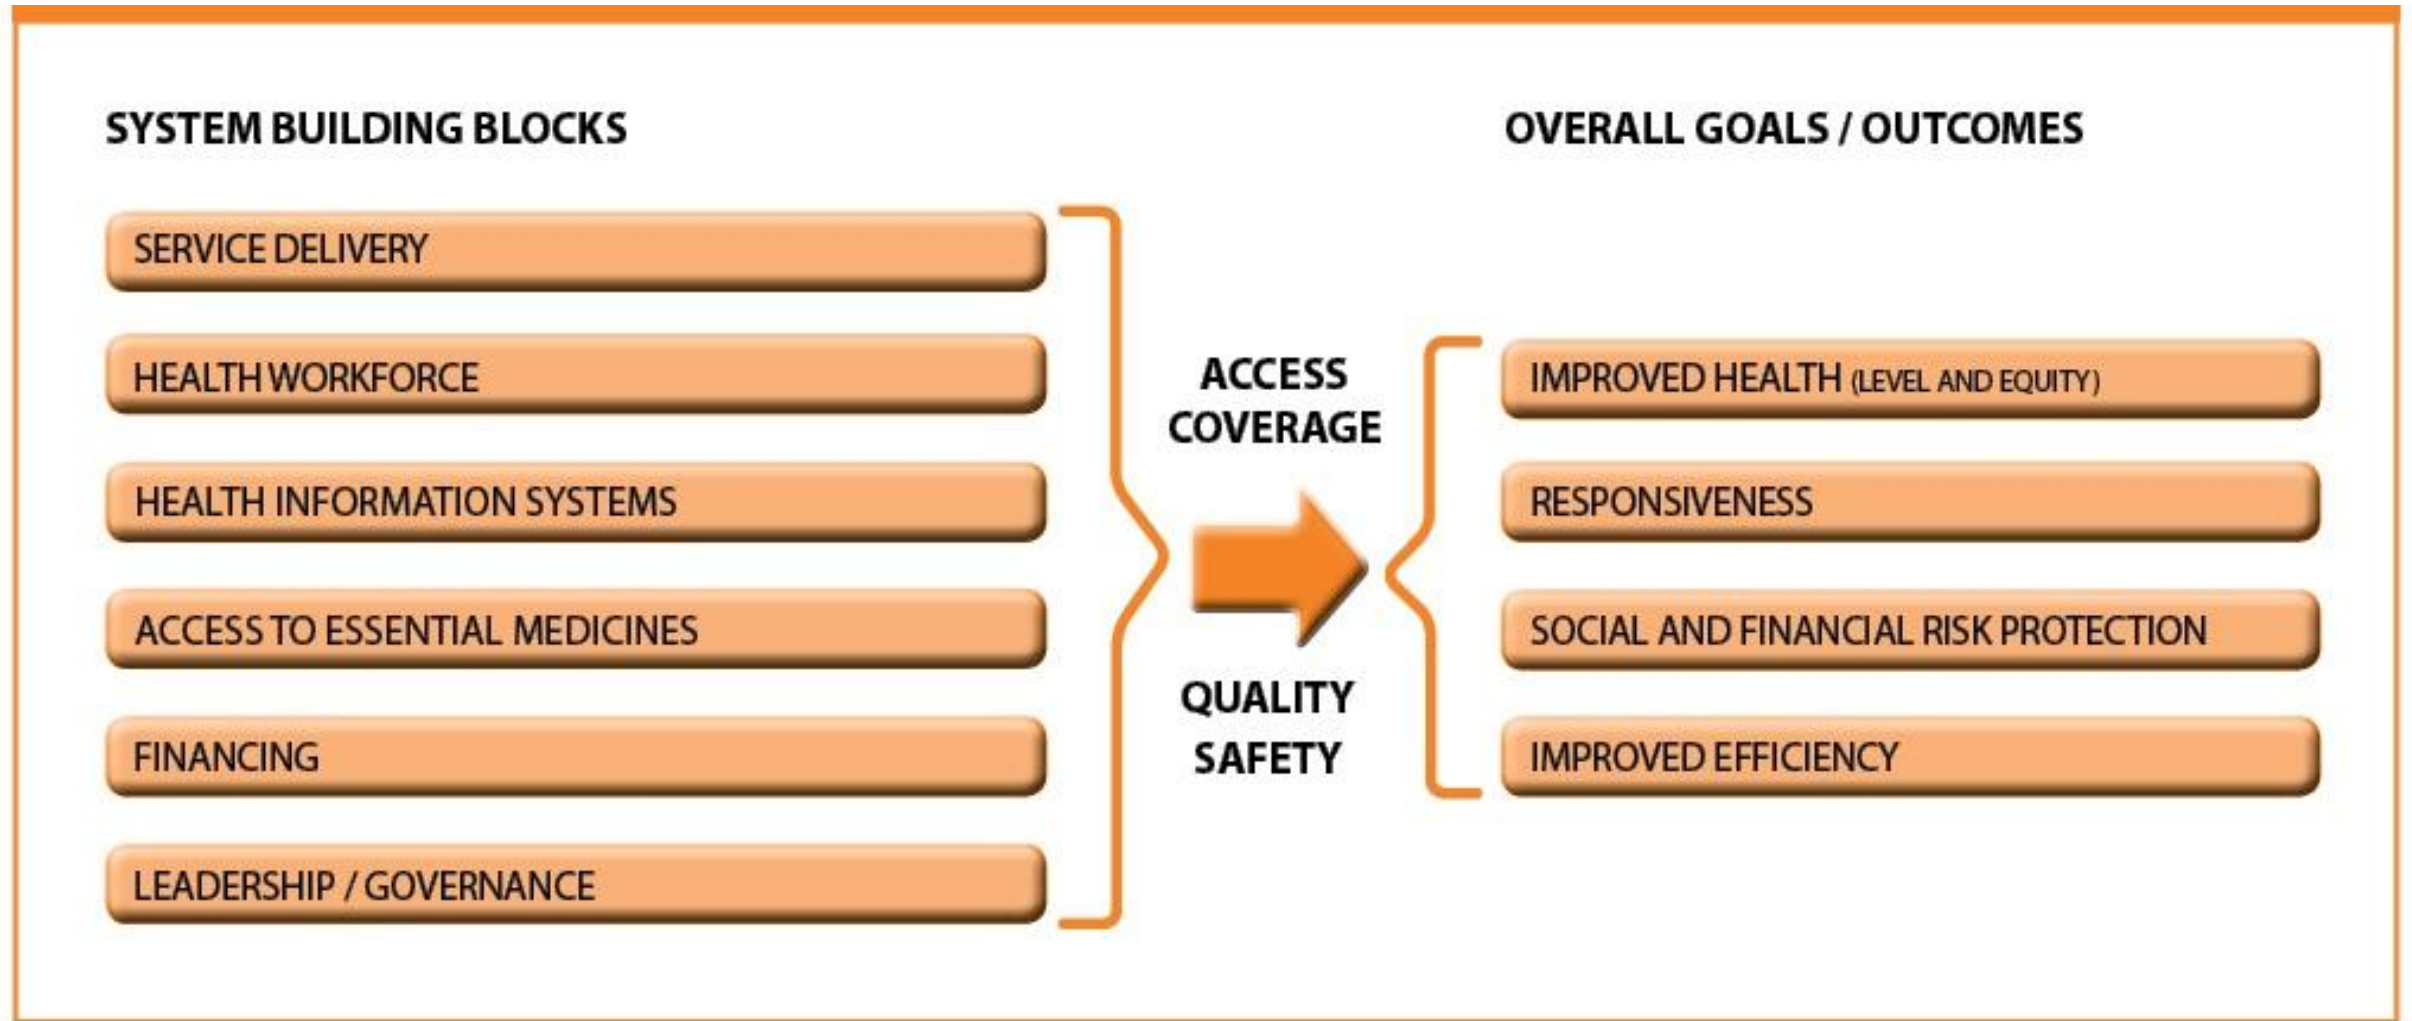 SYSTEM BUILDING BLOCKS
SERVICE DELIVERY
HEALTH WORKFORCE
HEALTH INFORMATION SYSTEMS
ACCESS TO ESSENTIAL MEDICINES
FINANCING
LEADERSHIP / GOVERNANCE
ACCESS
COVERAGE
QUALITY
SAFETY
OVERALL GOALS / OUTCOMES
IMPROVED HEALTH (LEVEL AND EQUITY)
RESPONSIVENESS
SOCIAL AND FINANCIAL RISK PROTECTION
IMPROVED EFFICIENCY